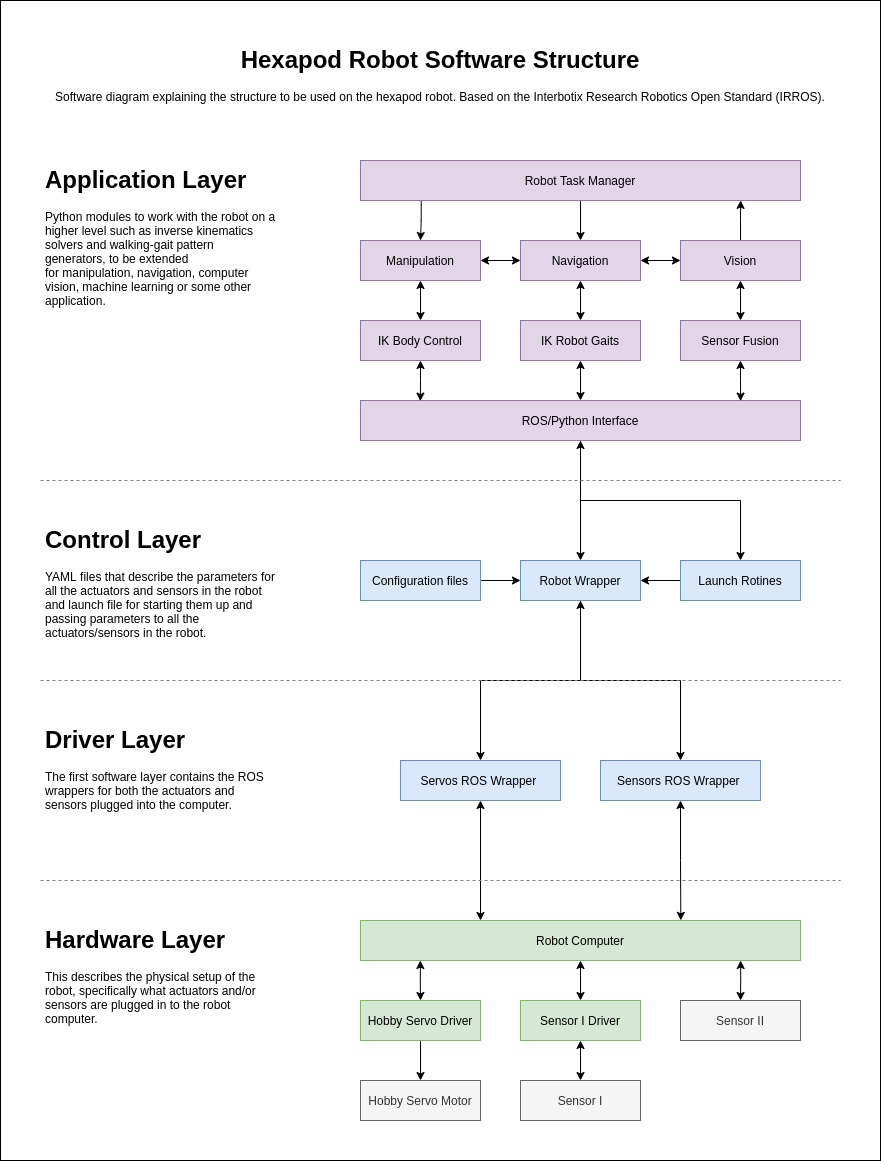 Hexapod Robot Software Structure
Software diagram explaining the structure to be used on the hexapod robot. Based on the Interbotix Research Robotics Open Standard (IRROS).
Application Layer
Python modules to work with the robot on a
higher level such as inverse kinematics
solvers and walking-gait pattern
generators, to be extended
for manipulation, navigation, computer
vision, machine learning or some other
application.
Robot Task Manager
Manipulation
Navigation
Vision
IK Body Control
IK Robot Gaits
Sensor Fusion
ROS/Python Interface
Control Layer
YAML files that describe the parameters for
all the actuators and sensors in the robot
and launch file for starting them up and
passing parameters to all the
actuators/sensors in the robot.
Configuration files
Robot Wrapper
Launch Rotines
Driver Layer
The first software layer contains the ROS
wrappers for both the actuators and
sensors plugged into the computer.
Servos ROS Wrapper
Sensors ROS Wrapper
Hardware Layer
This describes the physical setup of the
robot, specifically what actuators and/or
sensors are plugged in to the robot
computer.
Robot Computer
Hobby Servo Driver
Sensor I Driver
Sensor II
Hobby Servo Motor
Sensor I